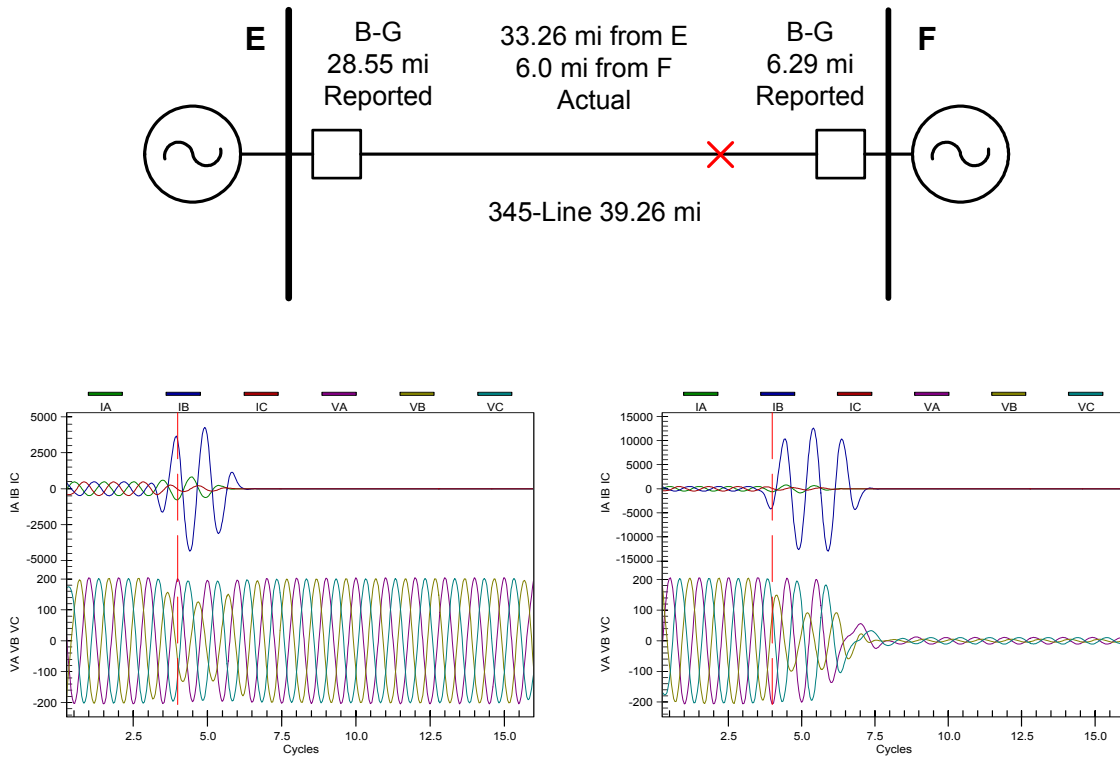 E
B-G
28.55 mi
Reported
33.26 mi from E
6.0 mi from F
Actual
B-G
6.29 mi
Reported
F
345-Line 39.26 mi
IA IB IC VA VB VC
5000
2500
0
-2500
-5000
IA IB IC
200
100
0
-100
-200
VA VB VC
2.5 5.0 7.5 10.0 12.5 15.0
Cycles
IA IB IC VA VB VC
15000
10000
5000
0
-5000
-10000
-15000
IA IB IC
200
100
0
-100
-200
VA VB VC
2.5 5.0 7.5 10.0 12.5 15.0
Cycles